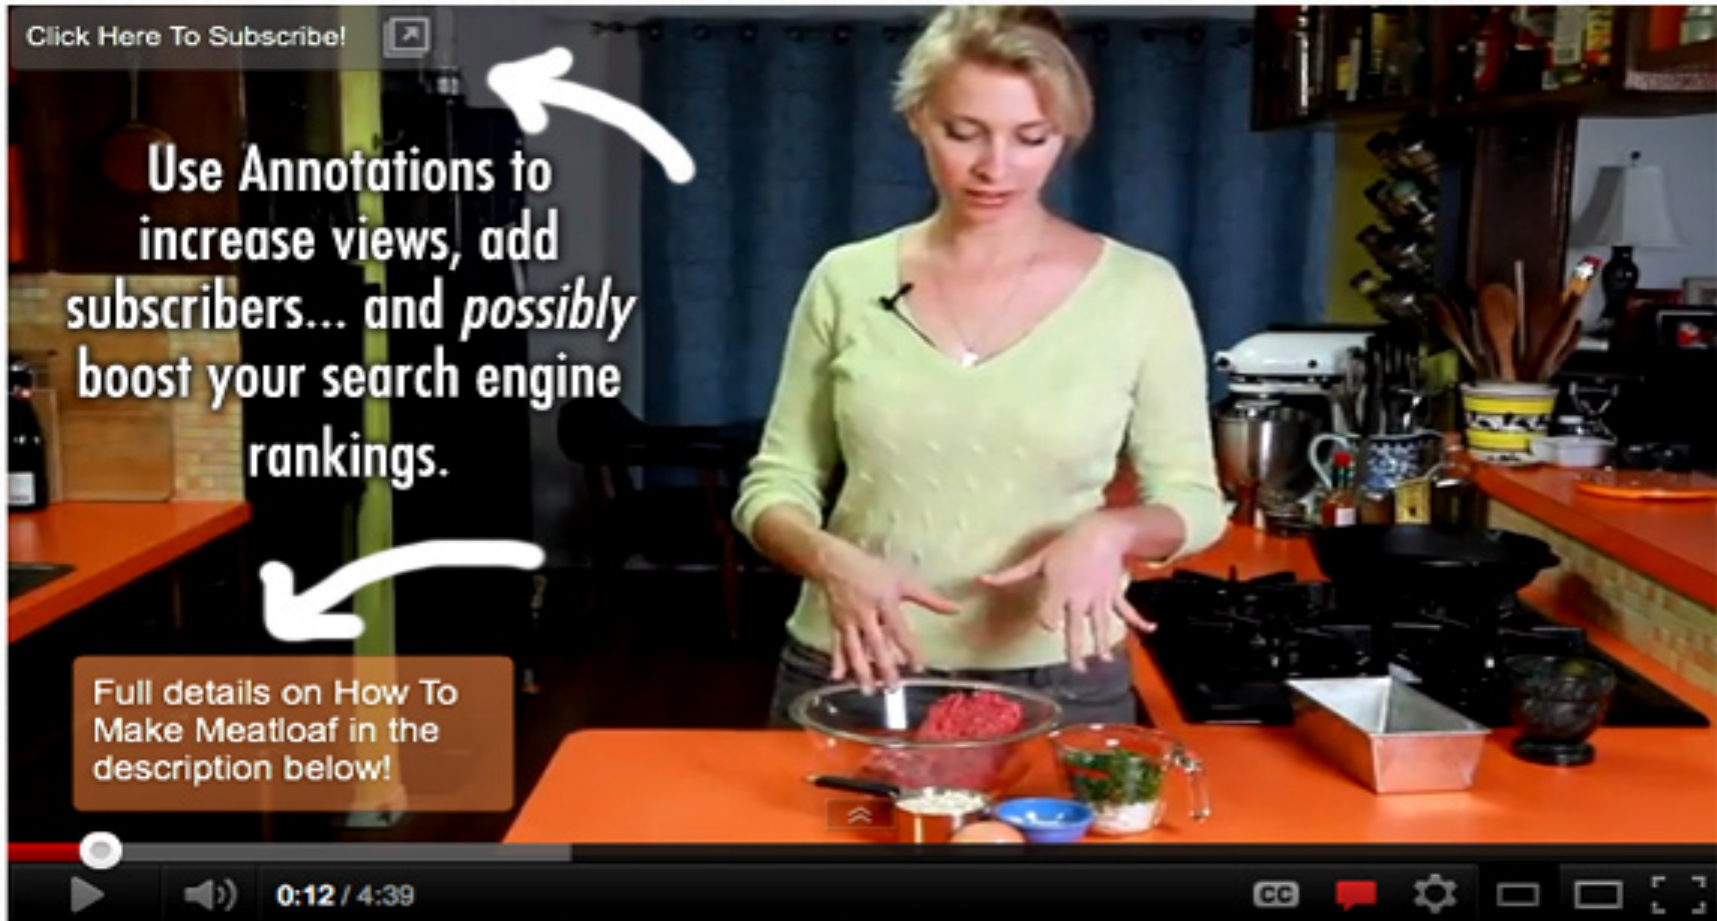 Click Here To Subscribe!
Use Annotations to
increase views, add
subscribers... and possibly
boost your search engine
rankings.
Full details on How To
Make Meatloaf in the
description below!
0:12 / 4:39
CC